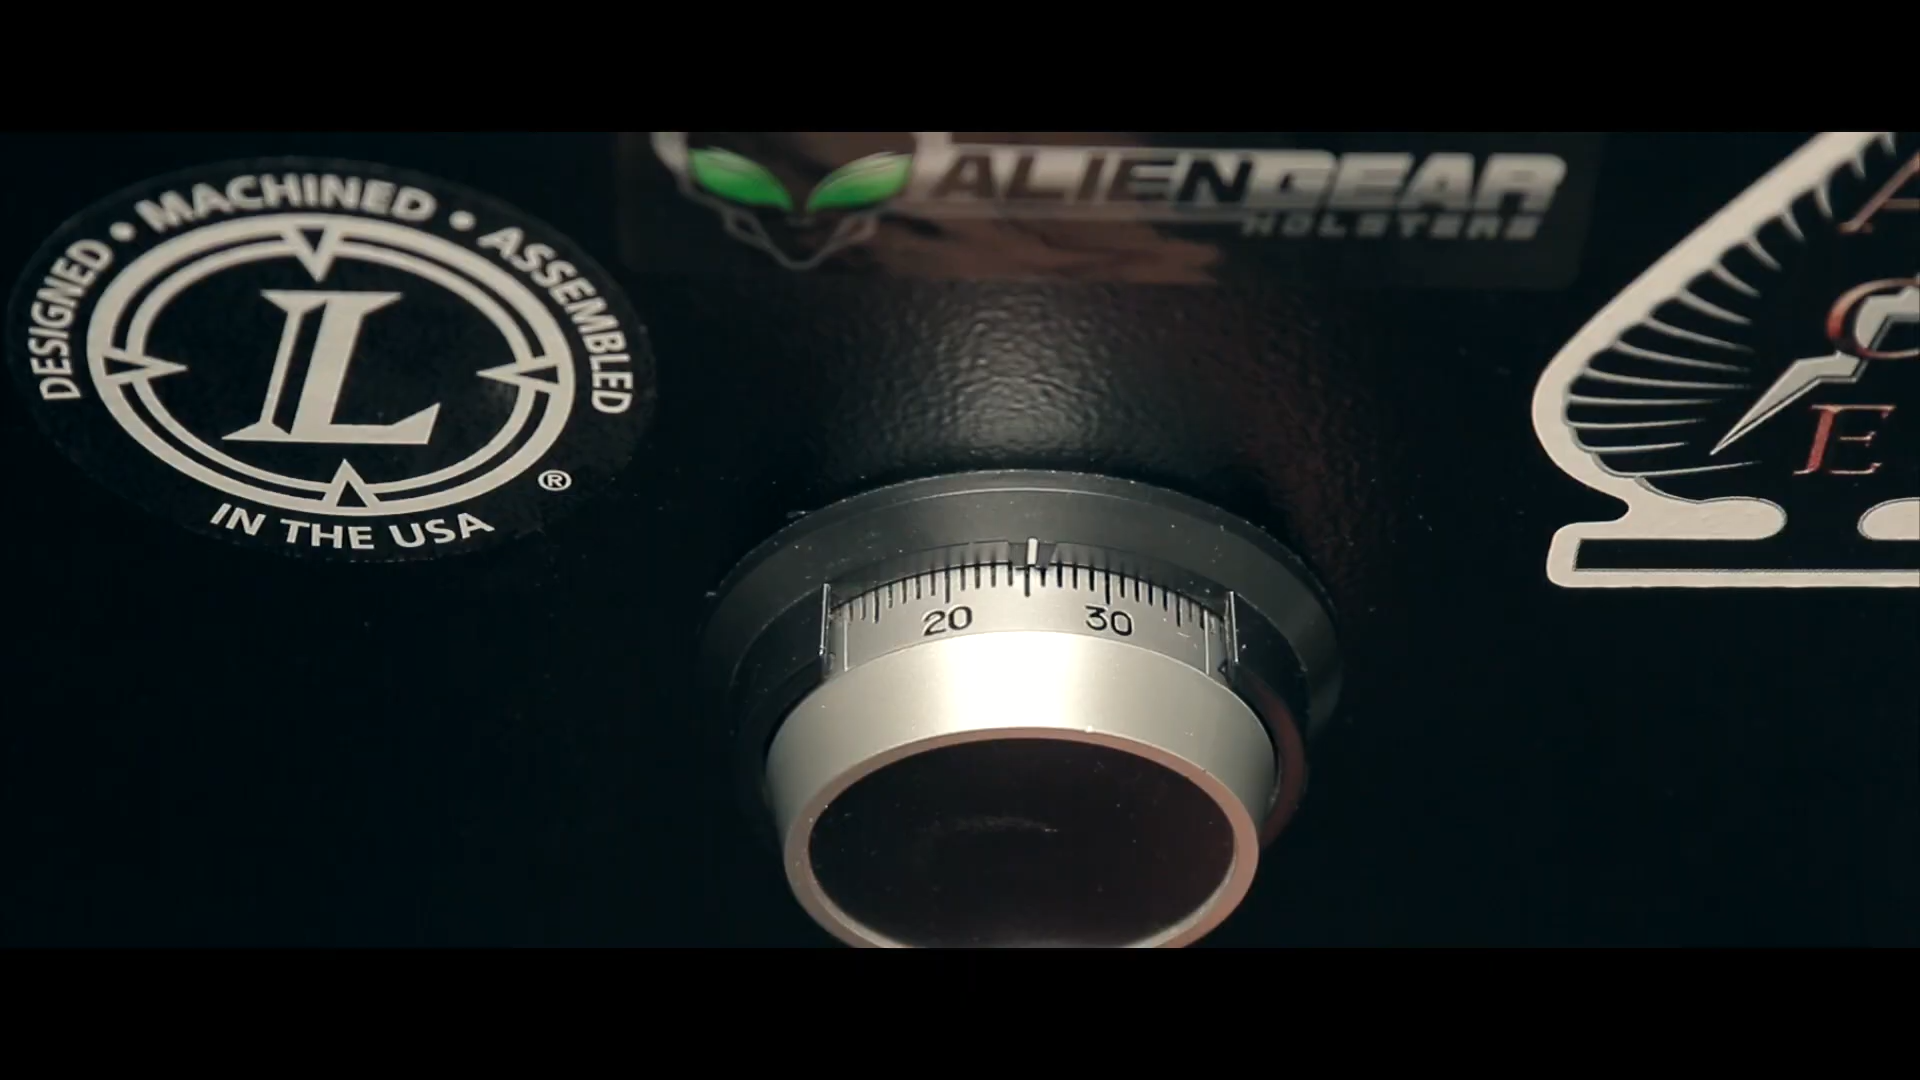 DESIGNED • MACHINED • ASSEMBLED
L
IN THE USA
®
ALIENGEAR
HOLSTERS
A
C
E
20 30